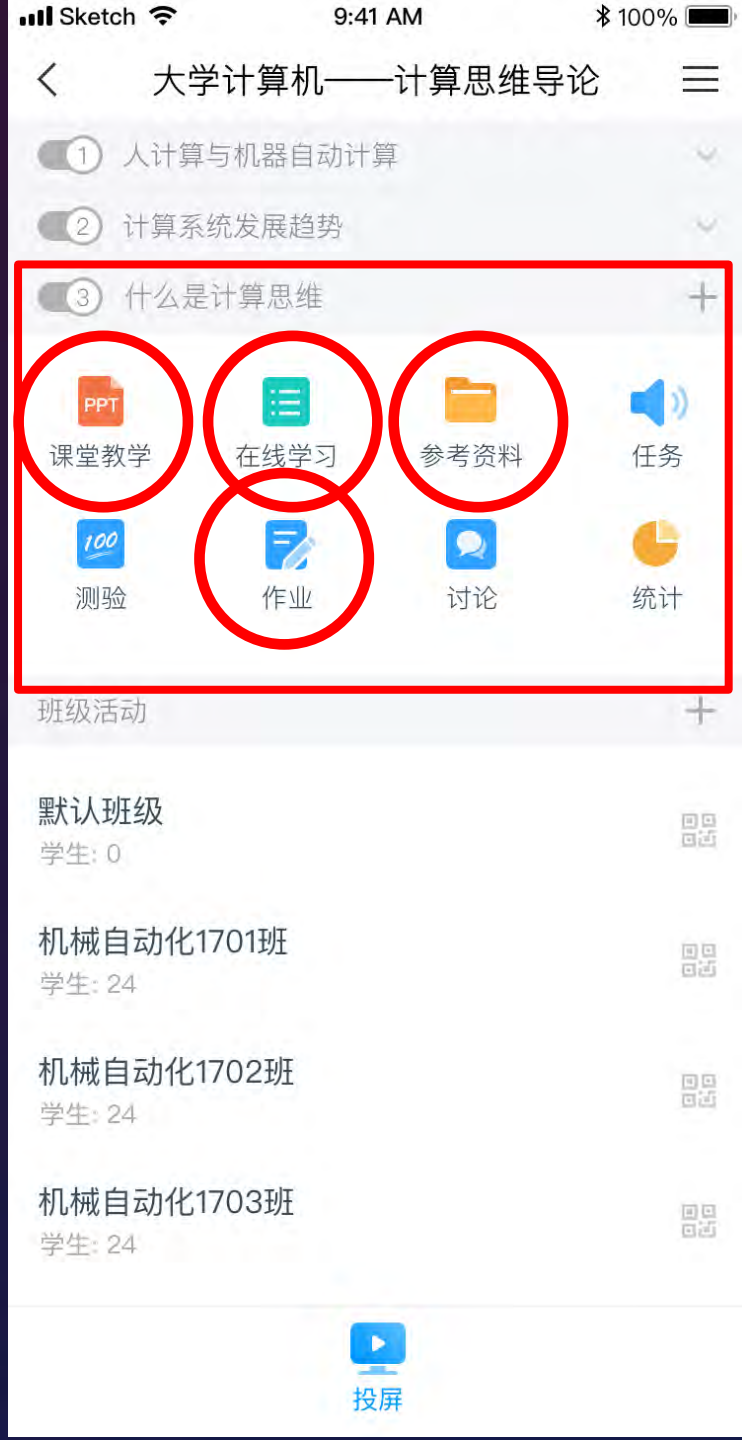 Sketch 9:41 AM 100%
大学计算机——计算思维导论
1 人计算与机器自动计算
2 计算系统发展趋势
3 什么是计算思维
PPT
课堂教学 在线学习 参考资料 任务
100
测验 作业 讨论 统计
班级活动
默认班级
学生: 0
机械自动化1701班
学生: 24
机械自动化1702班
学生: 24
机械自动化1703班
学生: 24
投屏